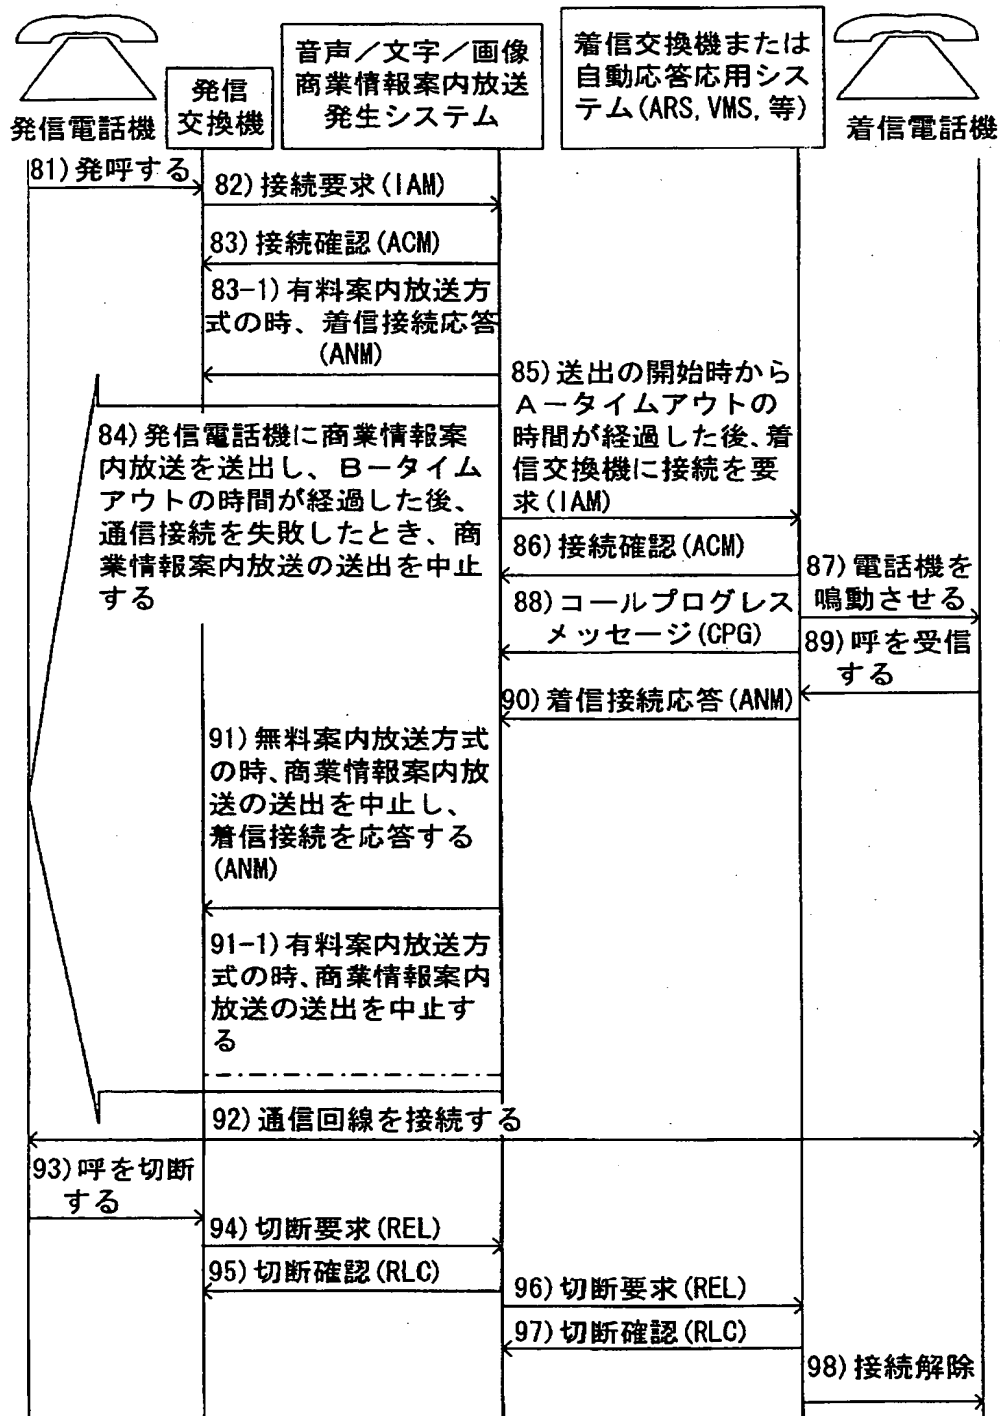 発信電話機
発信
交換機
音声／文字／画像
商業情報案内放送
発生システム
着信交換機または
自動応答応用シス
テム(ARS, VMS, 等)
着信電話機
81) 発呼する
82) 接続要求(IAM)
83) 接続確認(ACM)
83-1) 有料案内放送方
式の時、着信接続応答
(ANM)
84) 発信電話機に商業情報案
内放送を送出し、Bータイム
アウトの時間が経過した後、
通信接続を失敗したとき、商
業情報案内放送の送出を中止
する
85) 送出の開始時から
Aータイムアウトの
時間が経過した後、着
信交換機に接続を要
求(IAM)
86) 接続確認(ACM)
87) 電話機を
鳴動させる
88) コールプログレス
メッセージ(CPG)
89) 呼を受信
する
90) 着信接続応答(ANM)
91) 無料案内放送方式
の時、商業情報案内放
送の送出を中止し、
着信接続を応答する
(ANM)
91-1) 有料案内放送方
式の時、商業情報案内
放送の送出を中止す
る
92) 通信回線を接続する
93) 呼を切断
する
94) 切断要求(REL)
95) 切断確認(RLC)
96) 切断要求(REL)
97) 切断確認(RLC)
98) 接続解除